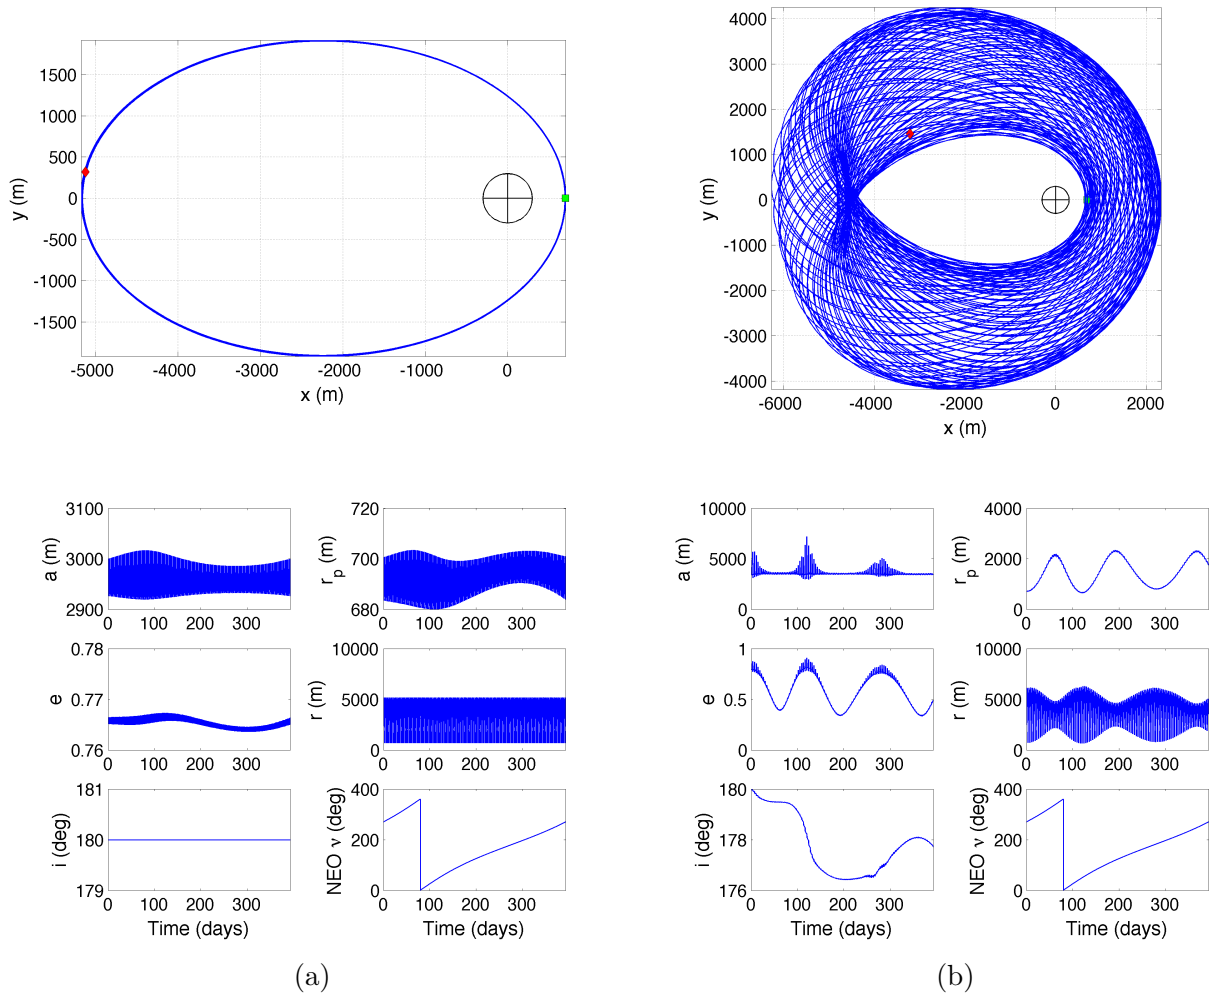 1500
1000
500
0
-500
-1000
-1500
y (m)
-5000 -4000 -3000 -2000 -1000 0
x (m)
4000
3000
2000
1000
0
-1000
-2000
-3000
-4000
y (m)
-6000 -4000 -2000 0 2000
x (m)
3100
3000
2900
a (m)
0 100 200 300
720
700
680
r_p (m)
0 100 200 300
0.78
0.77
0.76
e
0 100 200 300
10000
5000
0
r (m)
0 100 200 300
181
180
179
i (deg)
0 100 200 300
Time (days)
400
200
0
NEO ν (deg)
0 100 200 300
Time (days)
(a)
10000
5000
0
a (m)
0 100 200 300
4000
2000
0
r_p (m)
0 100 200 300
1
0.5
0
e
0 100 200 300
10000
5000
0
r (m)
0 100 200 300
180
178
176
i (deg)
0 100 200 300
Time (days)
400
200
0
NEO ν (deg)
0 100 200 300
Time (days)
(b)